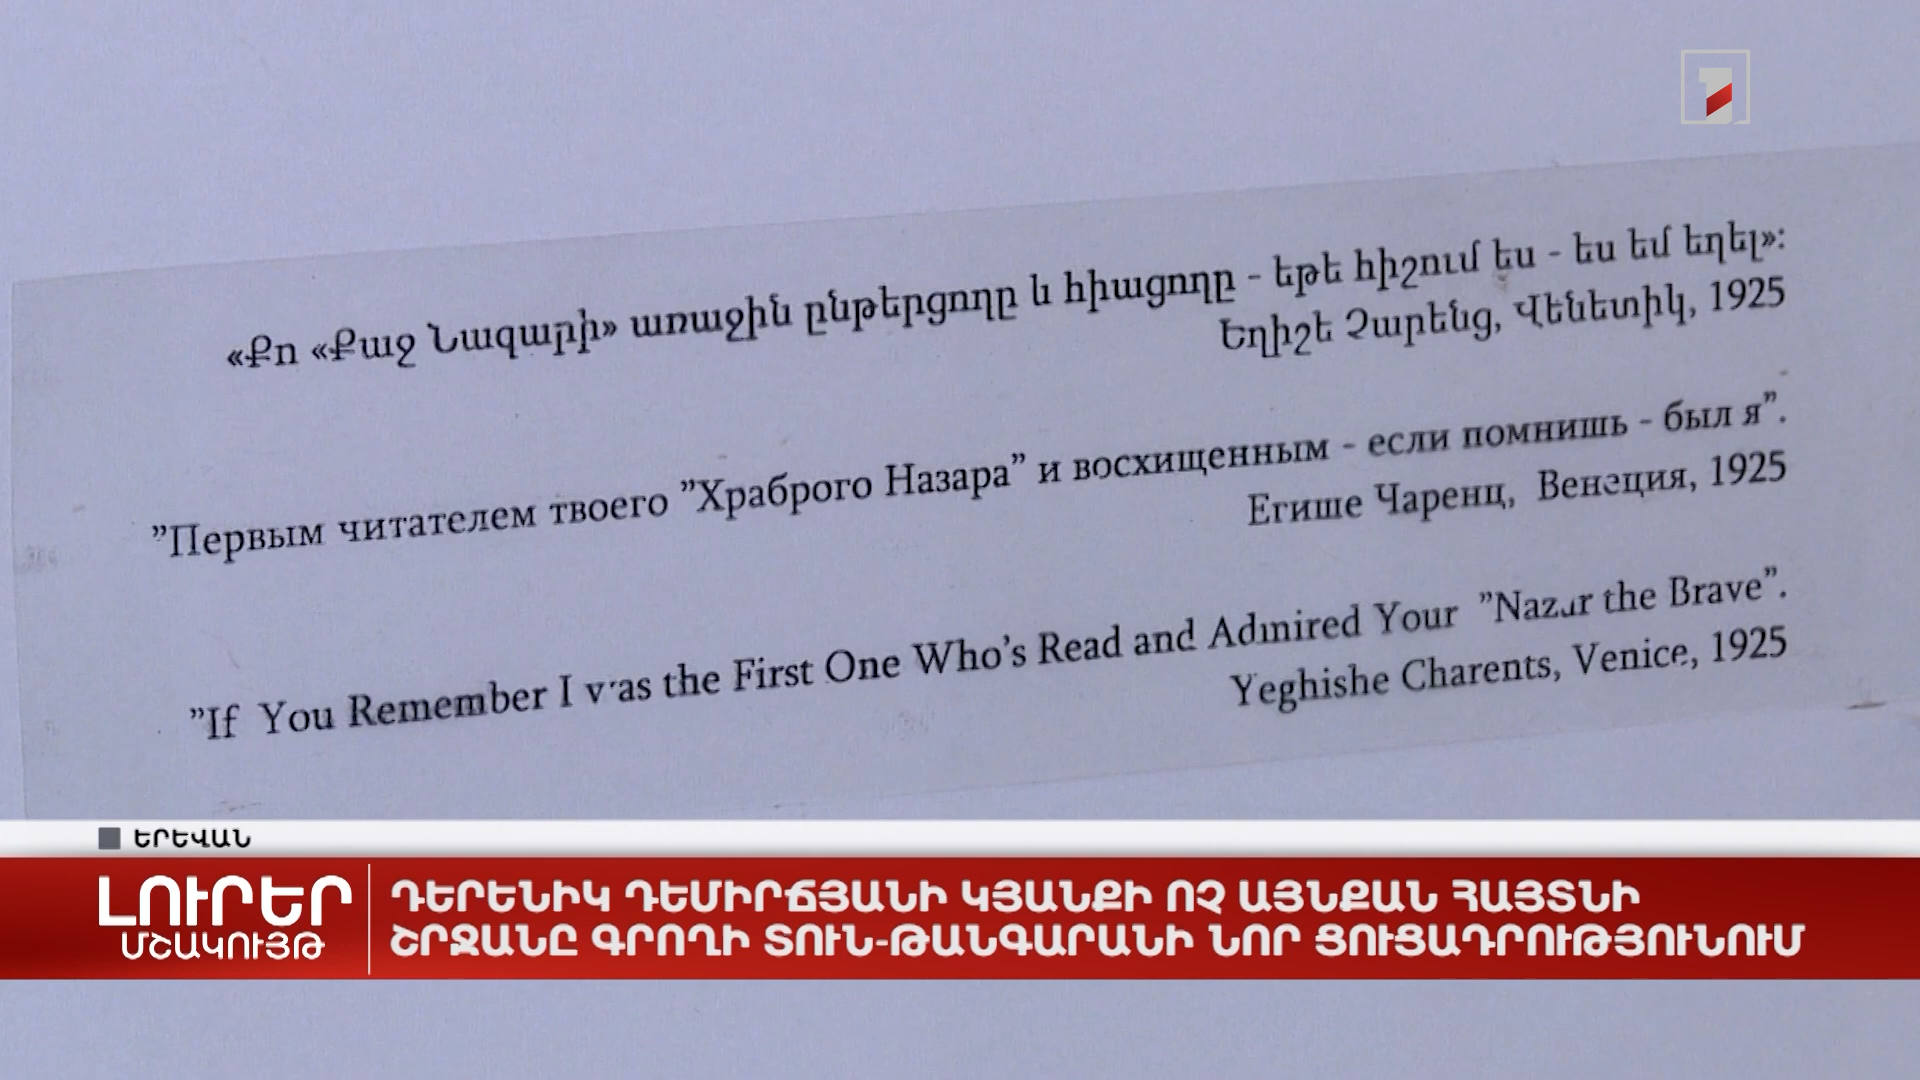 «Քո «Քաջ Նազարի» առաջին ընթերցողը և հիացողը - եթե հիշում ես - ես եմ եղել»:
Եղիշե Չարենց, Վենետիկ, 1925
”Первым читателем твоего ”Храброго Назара” и восхищенным - если помнишь - был я”.
Егише Чаренц, Венеция, 1925
”If You Remember I was the First One Who’s Read and Admired Your ”Nazar the Brave”.
Yeghishe Charents, Venice, 1925
ԵՐԵՎԱՆ
ԼՈՒՐԵՐ
ՄՇԱԿՈՒՅԹ
ԴԵՐԵՆԻԿ ԴԵՄԻՐՃՅԱՆԻ ԿՅԱՆՔԻ ՈՉ ԱՅՆՔԱՆ ՀԱՅՏՆԻ
ՇՐՋԱՆԸ ԳՐՈՂԻ ՏՈՒՆ-ԹԱՆԳԱՐԱՆԻ ՆՈՐ ՑՈՒՑԱԴՐՈՒԹՅՈՒՆՈՒՄ